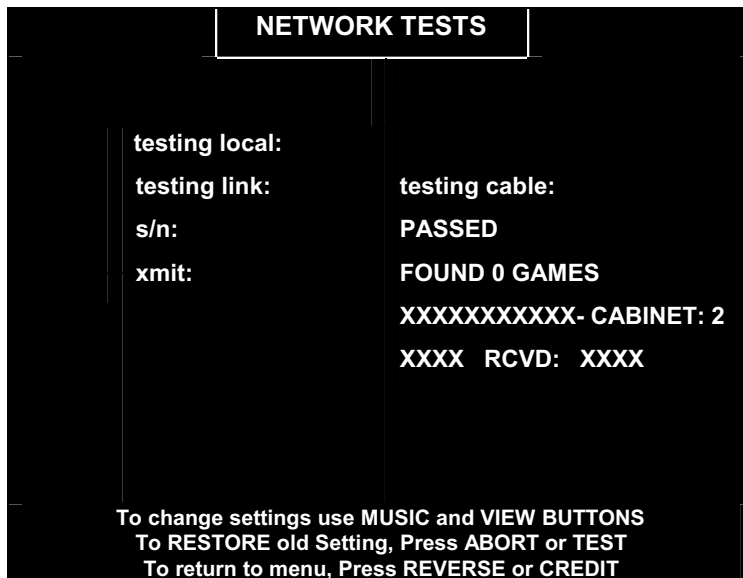 NETWORK TESTS
testing local:
testing link: testing cable:
s/n: PASSED
xmit: FOUND 0 GAMES
XXXXXXXXXXX- CABINET: 2
XXXX RCVD: XXXX
To change settings use MUSIC and VIEW BUTTONS
To RESTORE old Setting, Press ABORT or TEST
To return to menu, Press REVERSE or CREDIT